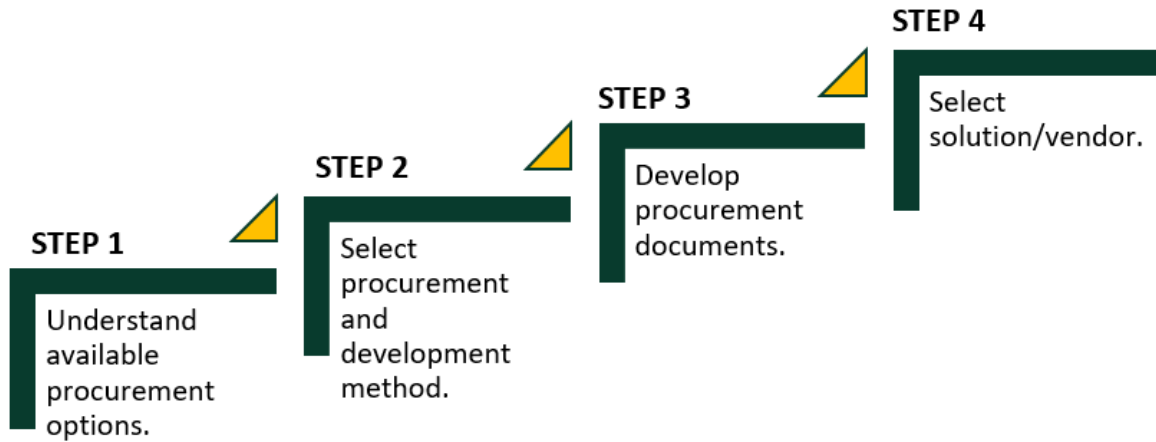 STEP 1
Understand
available
procurement
options.
STEP 2
Select
procurement
and
development
method.
STEP 3
Develop
procurement
documents.
STEP 4
Select
solution/vendor.